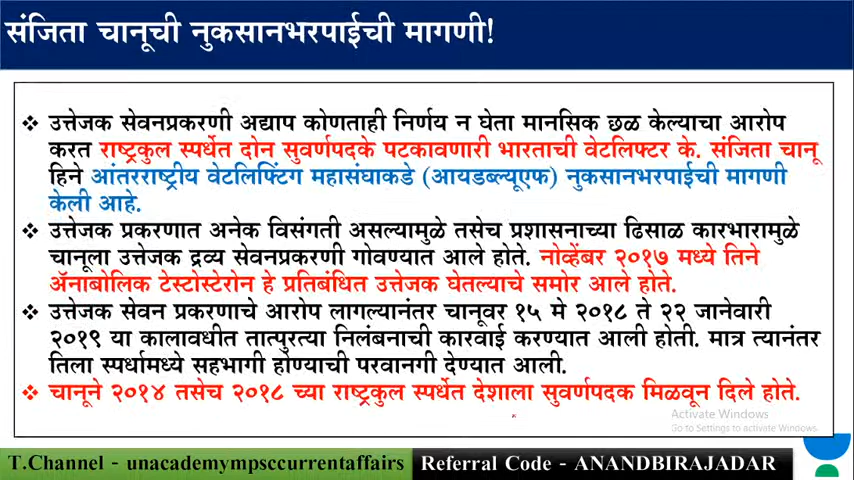 संजिता चानूची नुकसानभरपाईची मागणी!
❖ उत्तेजक सेवनप्रकरणी अद्याप कोणताही निर्णय न घेता मानसिक छळ केल्याचा आरोप
करत राष्ट्रकुल स्पर्धेत दोन सुवर्णपदके पटकावणारी भारताची वेटलिफ्टर के. संजिता चानू
हिने आंतरराष्ट्रीय वेटलिफ्टिंग महासंघाकडे (आयडब्ल्यूएफ) नुकसानभरपाईची मागणी
केली आहे.
❖ उत्तेजक प्रकरणात अनेक विसंगती असल्यामुळे तसेच प्रशासनाच्या ढिसाळ कारभारामुळे
चानूला उत्तेजक द्रव्य सेवनप्रकरणी गोवण्यात आले होते. नोव्हेंबर २०१७ मध्ये तिने
ॲनाबोलिक टेस्टोस्टेरोन हे प्रतिबंधित उत्तेजक घेतल्याचे समोर आले होते.
❖ उत्तेजक सेवन प्रकरणाचे आरोप लागल्यानंतर चानूवर १५ मे २०१८ ते २२ जानेवारी
२०१९ या कालावधीत तात्पुरत्या निलंबनाची कारवाई करण्यात आली होती. मात्र त्यानंतर
तिला स्पर्धामध्ये सहभागी होण्याची परवानगी देण्यात आली.
❖ चानूने २०१४ तसेच २०१८ च्या राष्ट्रकुल स्पर्धेत देशाला सुवर्णपदक मिळवून दिले होते.
Activate Windows
Go to Settings to activate Windows.
T.Channel - unacademympsccurrentaffairs
Referral Code - ANANDBIRAJADAR